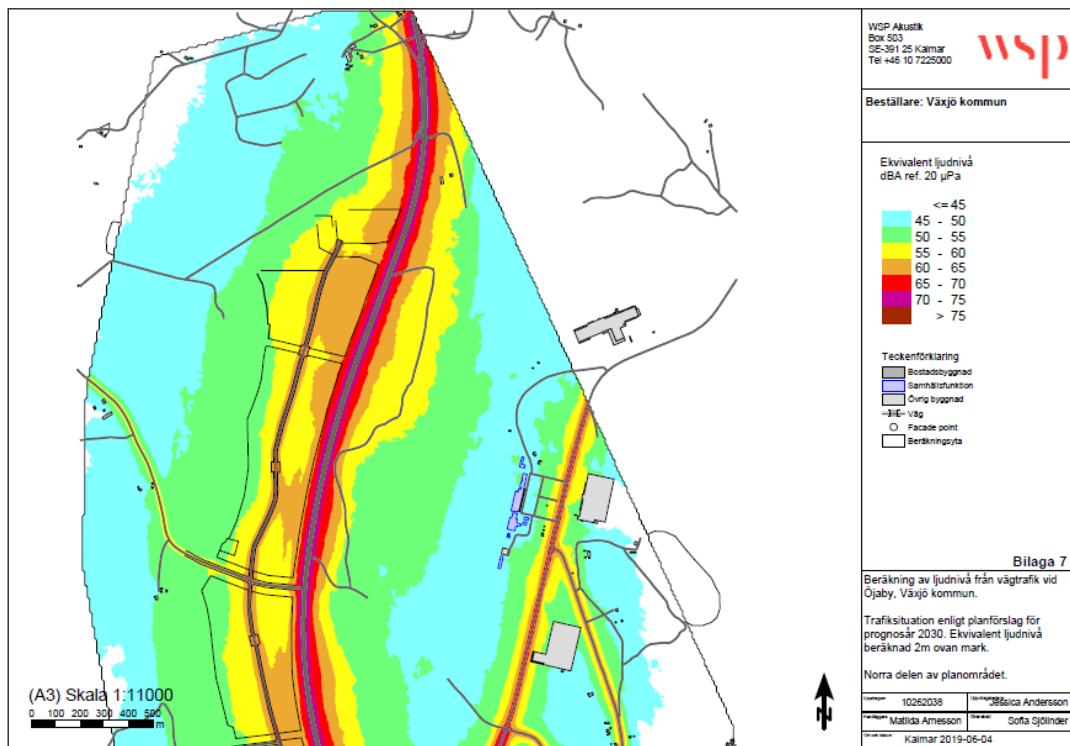 WSP Akustik
Box 503
SE-391 25 Kalmar
Tel +46 10 7225000
wsp
Beställare: Växjö kommun
Ekvivalent ljudnivå
dBA ref. 20 µPa
<= 45
45 - 50
50 - 55
55 - 60
60 - 65
65 - 70
70 - 75
> 75
Teckenförklaring
Bostadsbyggnad
Samhällsfunktion
Övrig byggnad
Väg
Facade point
Beräkningsyta
Bilaga 7
Beräkning av ljudnivå från vägtrafik vid
Öjaby, Växjö kommun.
Trafiksituation enligt planförslag för
prognosår 2030. Ekvivalent ljudnivå
beräknad 2m ovan mark.
Norra delen av planområdet.
10262038
Jessica Andersson
Matilda Arnesson
Sofia Sjölinder
Kalmar 2019-06-04
(A3) Skala 1:11000
0 100 200 300 400 500
m
N